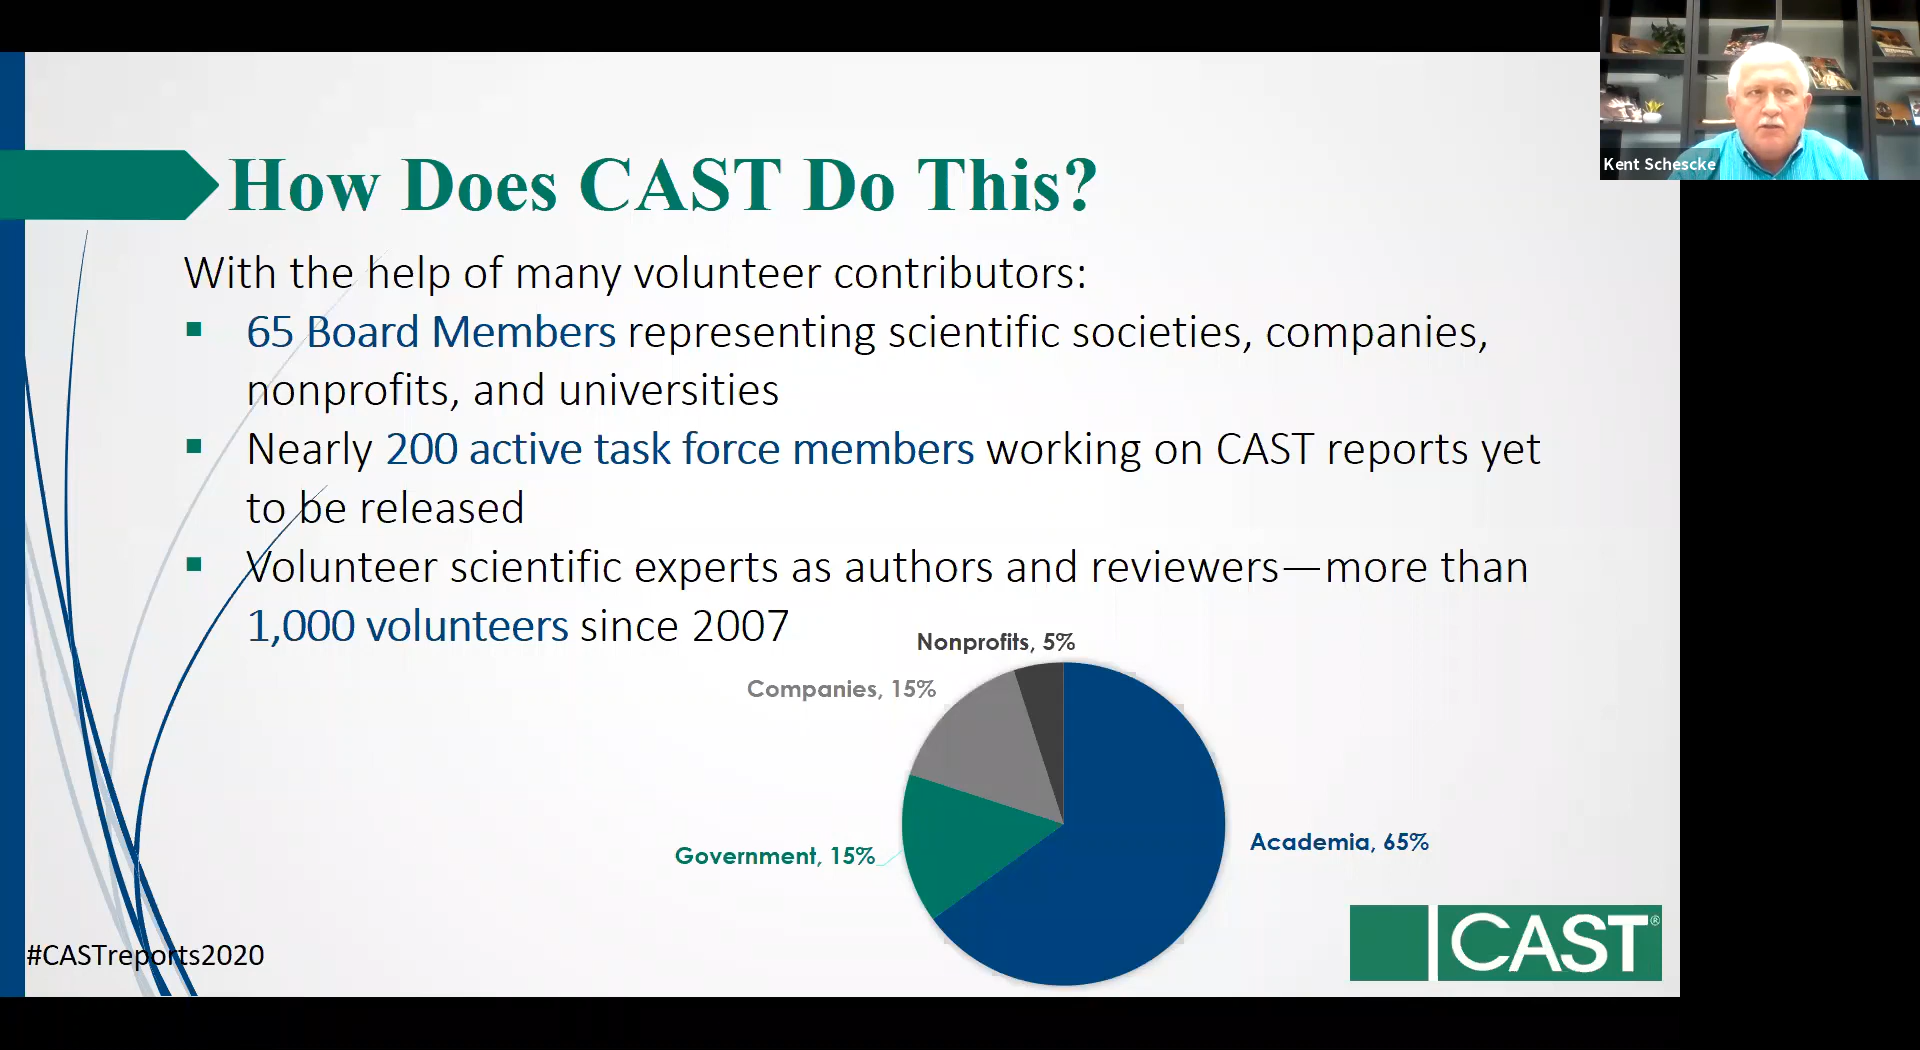 Kent Schescke
How Does CAST Do This?
With the help of many volunteer contributors:
▪ 65 Board Members representing scientific societies, companies,
nonprofits, and universities
▪ Nearly 200 active task force members working on CAST reports yet
to be released
▪ Volunteer scientific experts as authors and reviewers—more than
1,000 volunteers since 2007
Nonprofits, 5%
Companies, 15%
Government, 15%
Academia, 65%
#CASTreports2020
CAST®